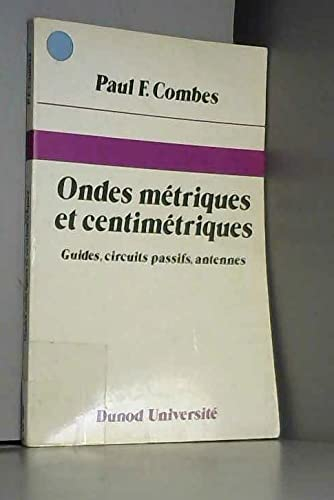 Paul F. Combes
Ondes métriques
et centimétriques
Guides, circuits passifs, antennes
Dunod Université